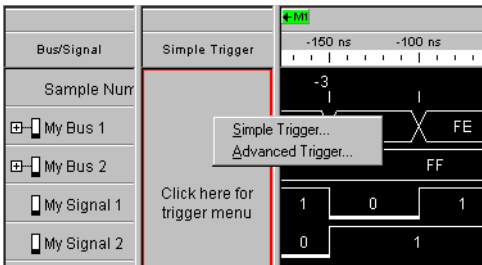 M1
Bus/Signal
Simple Trigger
-150 ns
-100 ns
Sample Num
-3
My Bus 1
FE
Simple Trigger...
Advanced Trigger...
My Bus 2
FF
Click here for
trigger menu
My Signal 1
1
0
1
My Signal 2
0
1